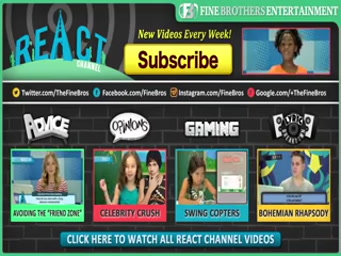 FINE BROTHERS ENTERTAINMENT
REACT
CHANNEL
New Videos Every Week!
Subscribe
Twitter.com/TheFineBros
Facebook.com/FineBros
Instagram.com/FineBros
Google.com/+TheFineBros
ADVICE
OPINIONS
GAMING
LYRIC
AVOIDING THE "FRIEND ZONE"
CELEBRITY CRUSH
SWING COPTERS
BOHEMIAN RHAPSODY
CLICK HERE TO WATCH ALL REACT CHANNEL VIDEOS